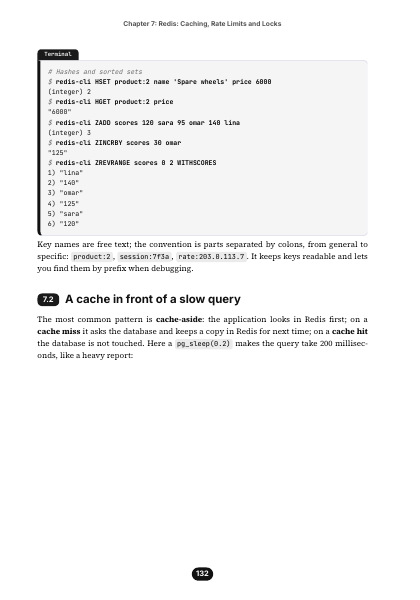 Chapter 7: Redis: Caching, Rate Limits and Locks
Terminal
# Hashes and sorted sets
$ redis-cli HSET product:2 name 'Spare wheels' price 6000
(integer) 2
$ redis-cli HGET product:2 price
"6000"
$ redis-cli ZADD scores 120 sara 95 omar 140 lina
(integer) 3
$ redis-cli ZINCRBY scores 30 omar
"125"
$ redis-cli ZREVRANGE scores 0 2 WITHSCORES
1) "lina"
2) "140"
3) "omar"
4) "125"
5) "sara"
6) "120"
Key names are free text; the convention is parts separated by colons, from general to
specific: product:2, session:7f3a, rate:203.0.113.7. It keeps keys readable and lets
you find them by prefix when debugging.
7.2 A cache in front of a slow query
The most common pattern is cache-aside: the application looks in Redis first; on a
cache miss it asks the database and keeps a copy in Redis for next time; on a cache hit
the database is not touched. Here a pg_sleep(0.2) makes the query take 200 millisec-
onds, like a heavy report:
132